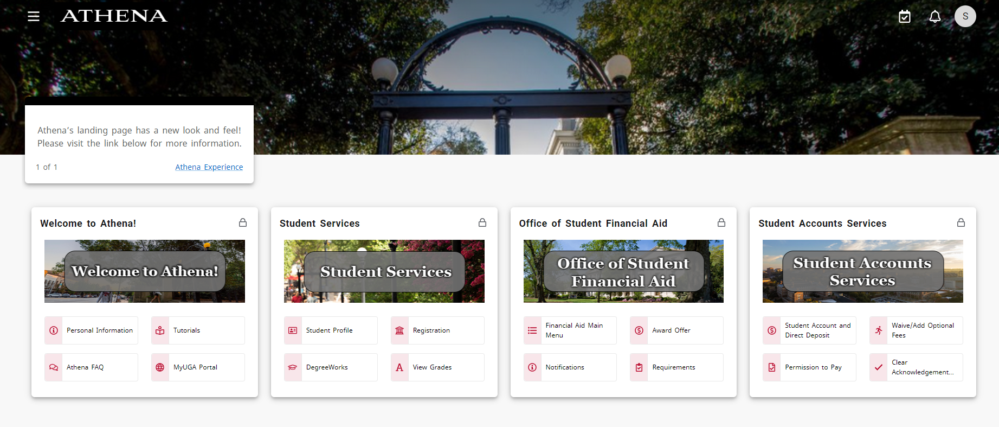 ATHENA
S
Athena's landing page has a new look and feel!
Please visit the link below for more information.
1 of 1
Athena Experience
Welcome to Athena!
Welcome to Athena!
Personal Information
Tutorials
Athena FAQ
MyUGA Portal
Student Services
Student Services
Student Profile
Registration
DegreeWorks
View Grades
Office of Student Financial Aid
Office of Student
Financial Aid
Financial Aid Main
Menu
Award Offer
Notifications
Requirements
Student Accounts Services
Student Accounts
Services
Student Account and
Direct Deposit
Waive/Add Optional
Fees
Permission to Pay
Clear
Acknowledgement...